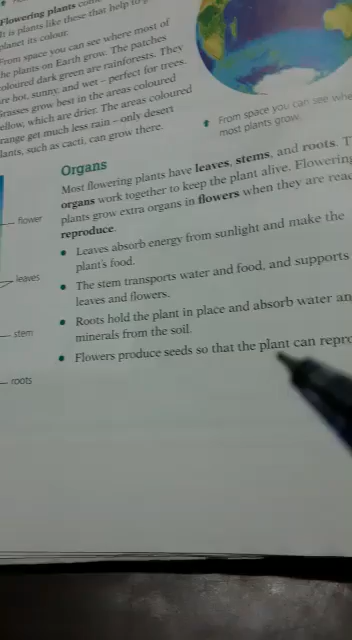 Flowering plants
It is plants like these that help to
planet its colour.
From space you can see where most of
the plants on Earth grow. The patches
coloured dark green are rainforests. They
are hot, sunny, and wet – perfect for trees.
Grasses grow best in the areas coloured
yellow, which are drier. The areas coloured
orange get much less rain – only desert
plants, such as cacti, can grow there.
From space you can see whe
most plants grow.
Organs
Most flowering plants have leaves, stems, and roots. T
organs work together to keep the plant alive. Flowering
plants grow extra organs in flowers when they are rea
reproduce.
• Leaves absorb energy from sunlight and make the
plant's food.
• The stem transports water and food, and supports
leaves and flowers.
• Roots hold the plant in place and absorb water an
minerals from the soil.
• Flowers produce seeds so that the plant can repro
flower
leaves
stem
roots